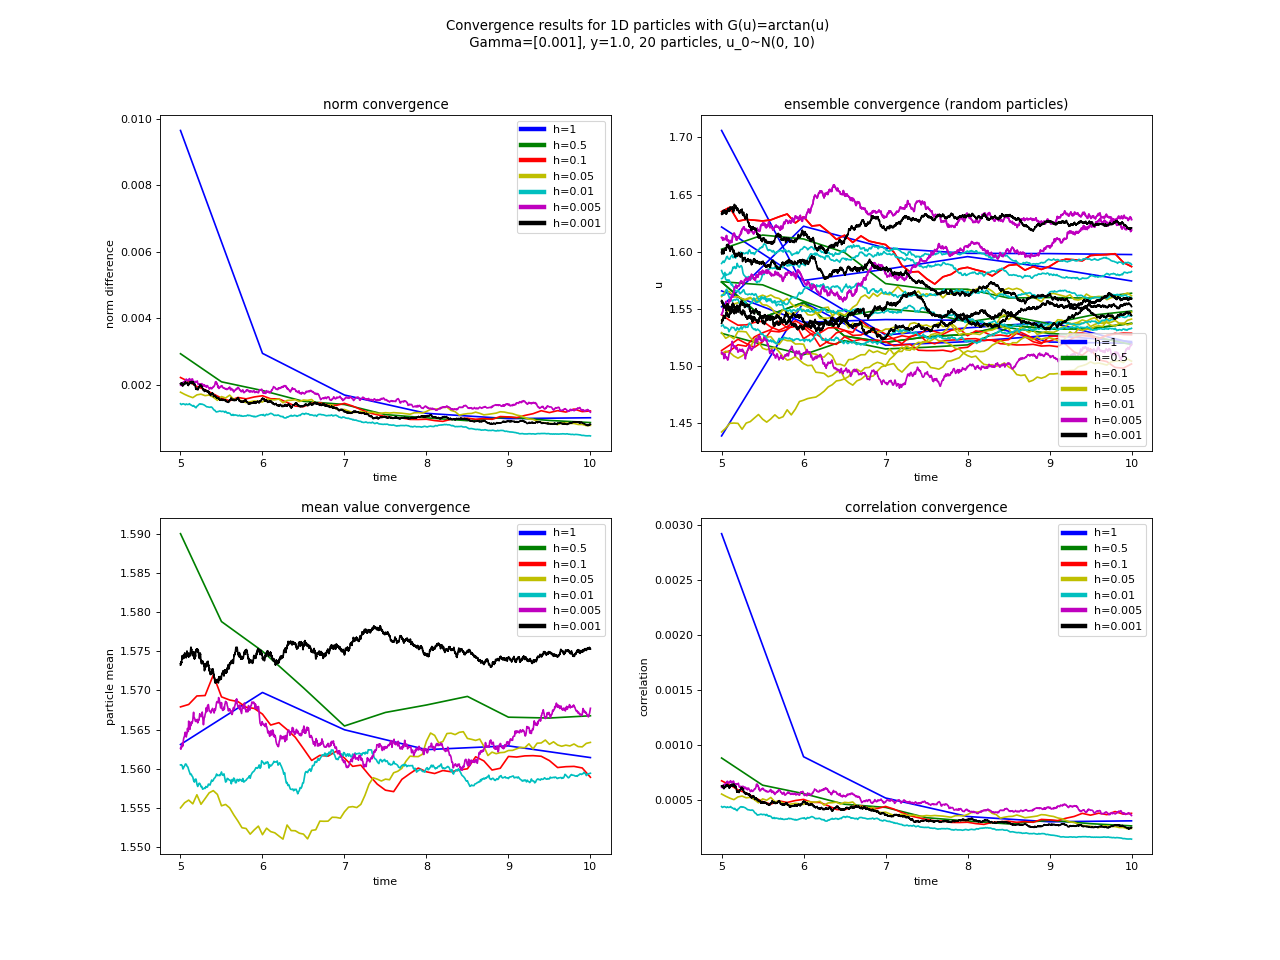 Convergence results for 1D particles with G(u)=arctan(u)
Gamma=[0.001], y=1.0, 20 particles, u_0~N(0, 10)
norm convergence
norm difference
0.010
0.008
0.006
0.004
0.002
5 6 7 8 9 10
time
h=1
h=0.5
h=0.1
h=0.05
h=0.01
h=0.005
h=0.001
ensemble convergence (random particles)
u
1.70
1.65
1.60
1.55
1.50
1.45
5 6 7 8 9 10
time
h=1
h=0.5
h=0.1
h=0.05
h=0.01
h=0.005
h=0.001
mean value convergence
particle mean
1.590
1.585
1.580
1.575
1.570
1.565
1.560
1.555
1.550
5 6 7 8 9 10
time
h=1
h=0.5
h=0.1
h=0.05
h=0.01
h=0.005
h=0.001
correlation convergence
correlation
0.0030
0.0025
0.0020
0.0015
0.0010
0.0005
5 6 7 8 9 10
time
h=1
h=0.5
h=0.1
h=0.05
h=0.01
h=0.005
h=0.001